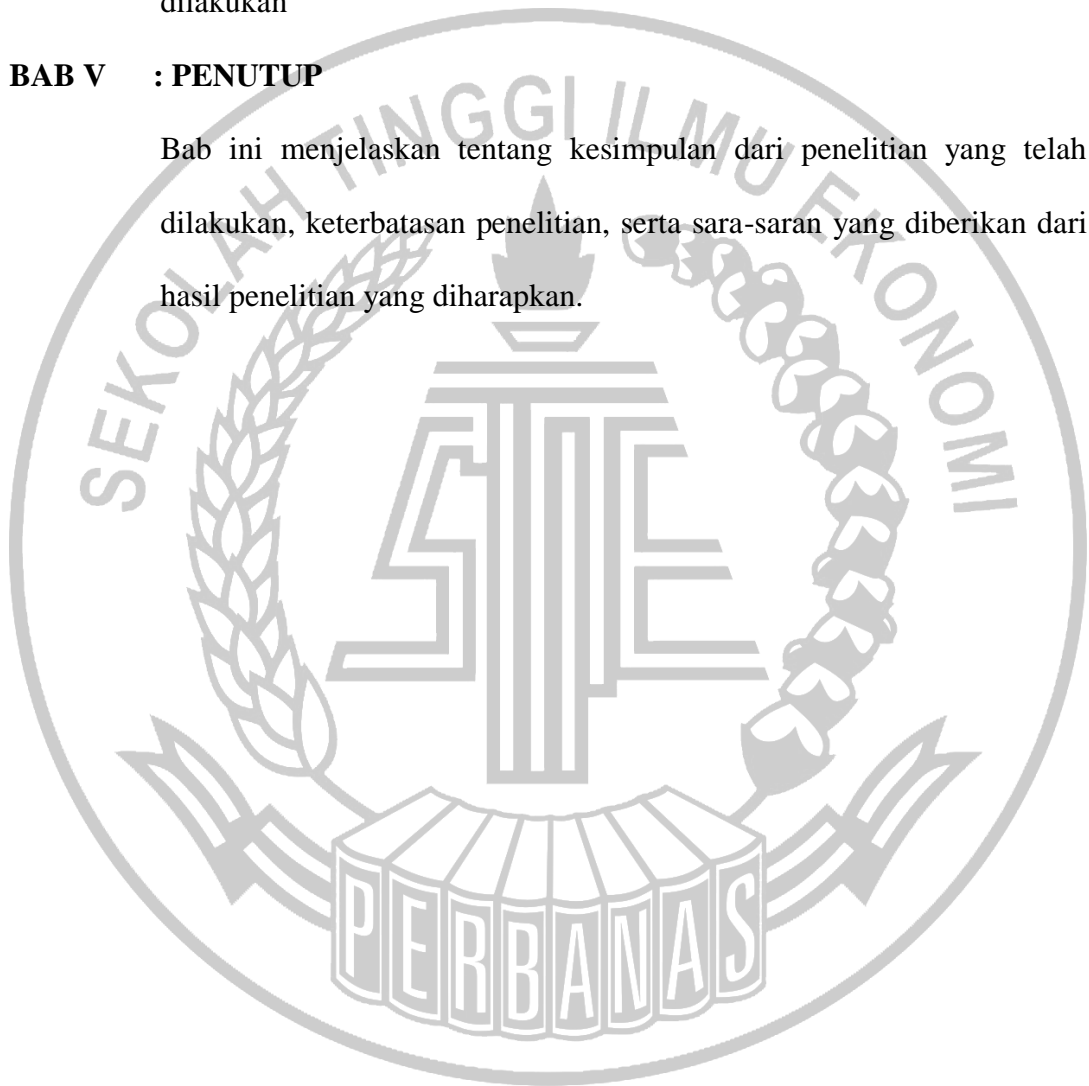 dilakukan
BAB V : PENUTUP
Bab ini menjelaskan tentang kesimpulan dari penelitian yang telah
dilakukan, keterbatasan penelitian, serta sara-saran yang diberikan dari
hasil penelitian yang diharapkan.
SEKOLAH TINGGI ILMU EKONOMI
STIE
PERBANAS